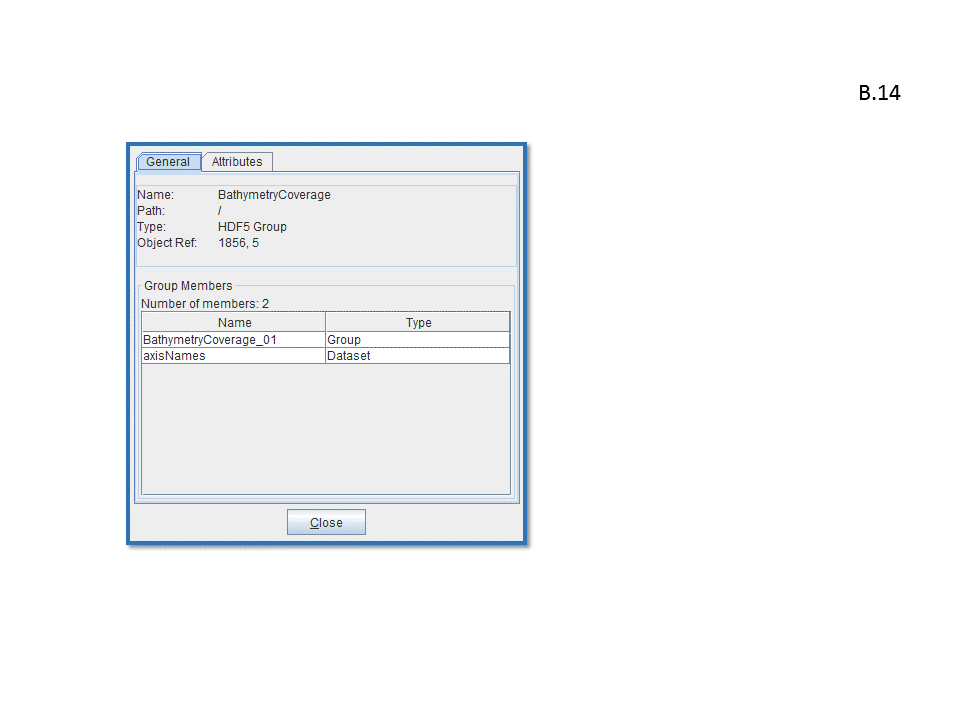 B.14
General Attributes
Name: BathymetryCoverage
Path: /
Type: HDF5 Group
Object Ref: 1856, 5
Group Members
Number of members: 2
Name Type
BathymetryCoverage_01 Group
axisNames Dataset
Close